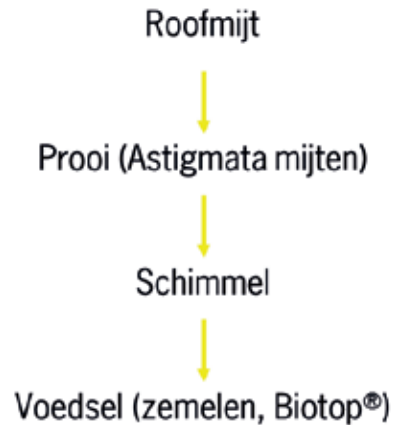 Roofmijt
Prooi (Astigmata mijten)
Schimmel
Voedsel (zemelen, Biotop®)